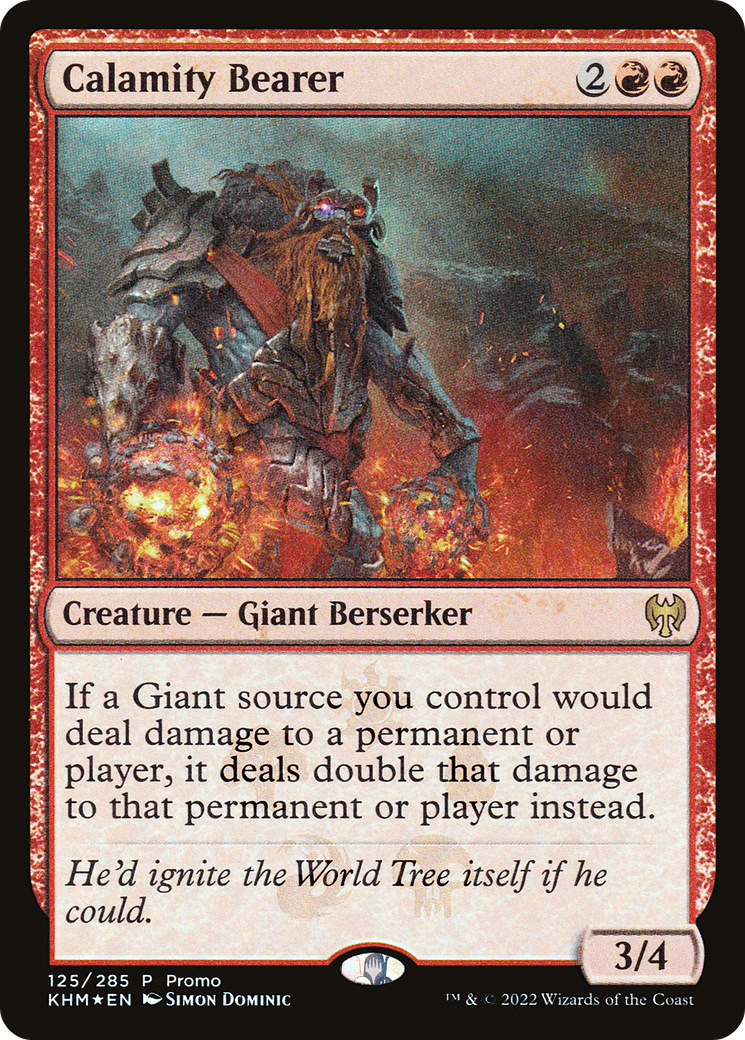 Calamity Bearer
2
Creature — Giant Berserker
If a Giant source you control would
deal damage to a permanent or
player, it deals double that damage
to that permanent or player instead.
He'd ignite the World Tree itself if he
could.
3/4
125/285 P Promo
KHM★EN Simon Dominic
™ & © 2022 Wizards of the Coast